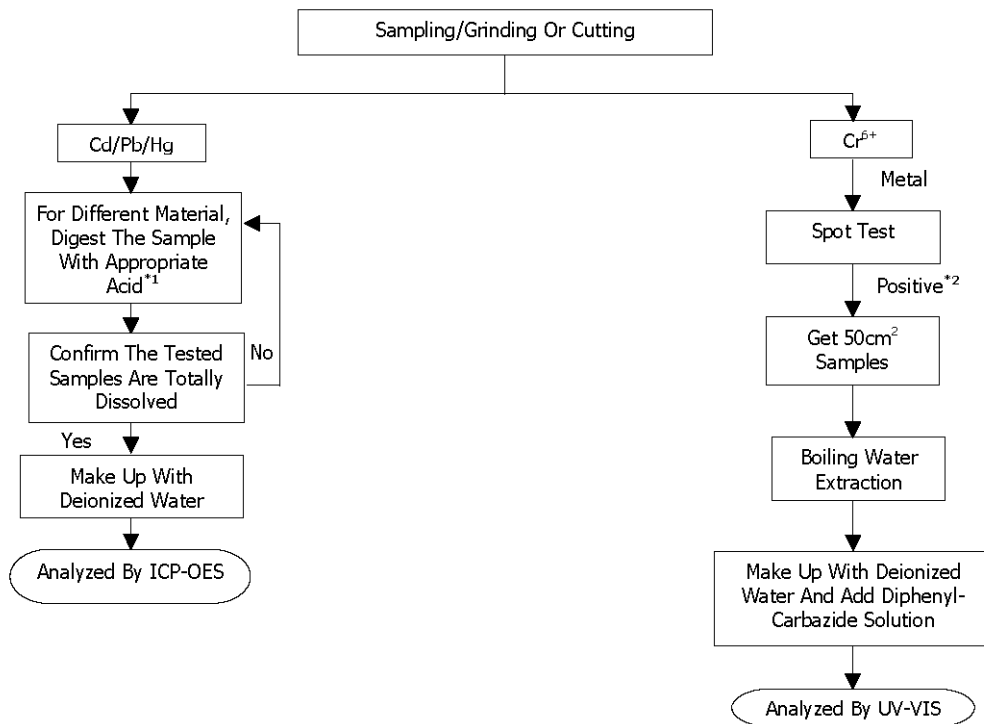 Sampling/Grinding Or Cutting
Cd/Pb/Hg
For Different Material,
Digest The Sample
With Appropriate
Acid*1
Confirm The Tested
Samples Are Totally
Dissolved
No
Yes
Make Up With
Deionized Water
Analyzed By ICP-OES
Cr6+
Metal
Spot Test
Positive*2
Get 50cm2
Samples
Boiling Water
Extraction
Make Up With Deionized
Water And Add Diphenyl-
Carbazide Solution
Analyzed By UV-VIS